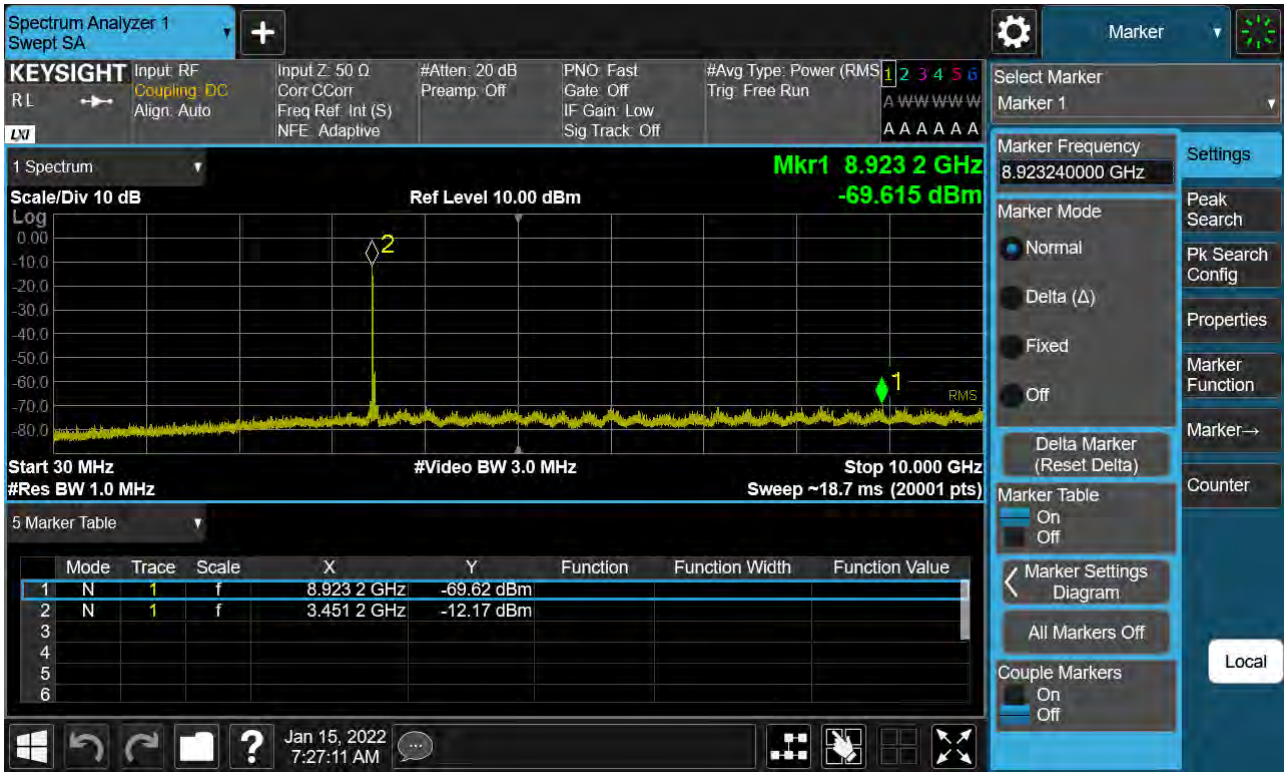 Spectrum Analyzer 1
Swept SA
Marker
KEYSIGHT
RL
LXI
Input: RF
Coupling: DC
Align: Auto
Input Z: 50 Ω
Corr CCorr
Freq Ref: Int (S)
NFE: Adaptive
#Atten: 20 dB
Preamp: Off
PNO: Fast
Gate: Off
IF Gain: Low
Sig Track: Off
#Avg Type: Power (RMS
Trig: Free Run
1 2 3 4 5 6
A W W W W W
A A A A A A
Select Marker
Marker 1
1 Spectrum
Mkr1 8.923 2 GHz
Scale/Div 10 dB
Ref Level 10.00 dBm
-69.615 dBm
Log
0.00
-10.0
-20.0
-30.0
-40.0
-50.0
-60.0
-70.0
-80.0
2
1
RMS
Start 30 MHz
#Video BW 3.0 MHz
Stop 10.000 GHz
#Res BW 1.0 MHz
Sweep ~18.7 ms (20001 pts)
5 Marker Table
Mode Trace Scale X Y Function Function Width Function Value
1 N 1 f 8.923 2 GHz -69.62 dBm
2 N 1 f 3.451 2 GHz -12.17 dBm
3
4
5
6
Marker Frequency
8.923240000 GHz
Marker Mode
Normal
Delta (Δ)
Fixed
Off
Delta Marker
(Reset Delta)
Marker Table
On
Off
Marker Settings
Diagram
All Markers Off
Couple Markers
On
Off
Settings
Peak
Search
Pk Search
Config
Properties
Marker
Function
Marker→
Counter
Local
?
Jan 15, 2022
7:27:11 AM